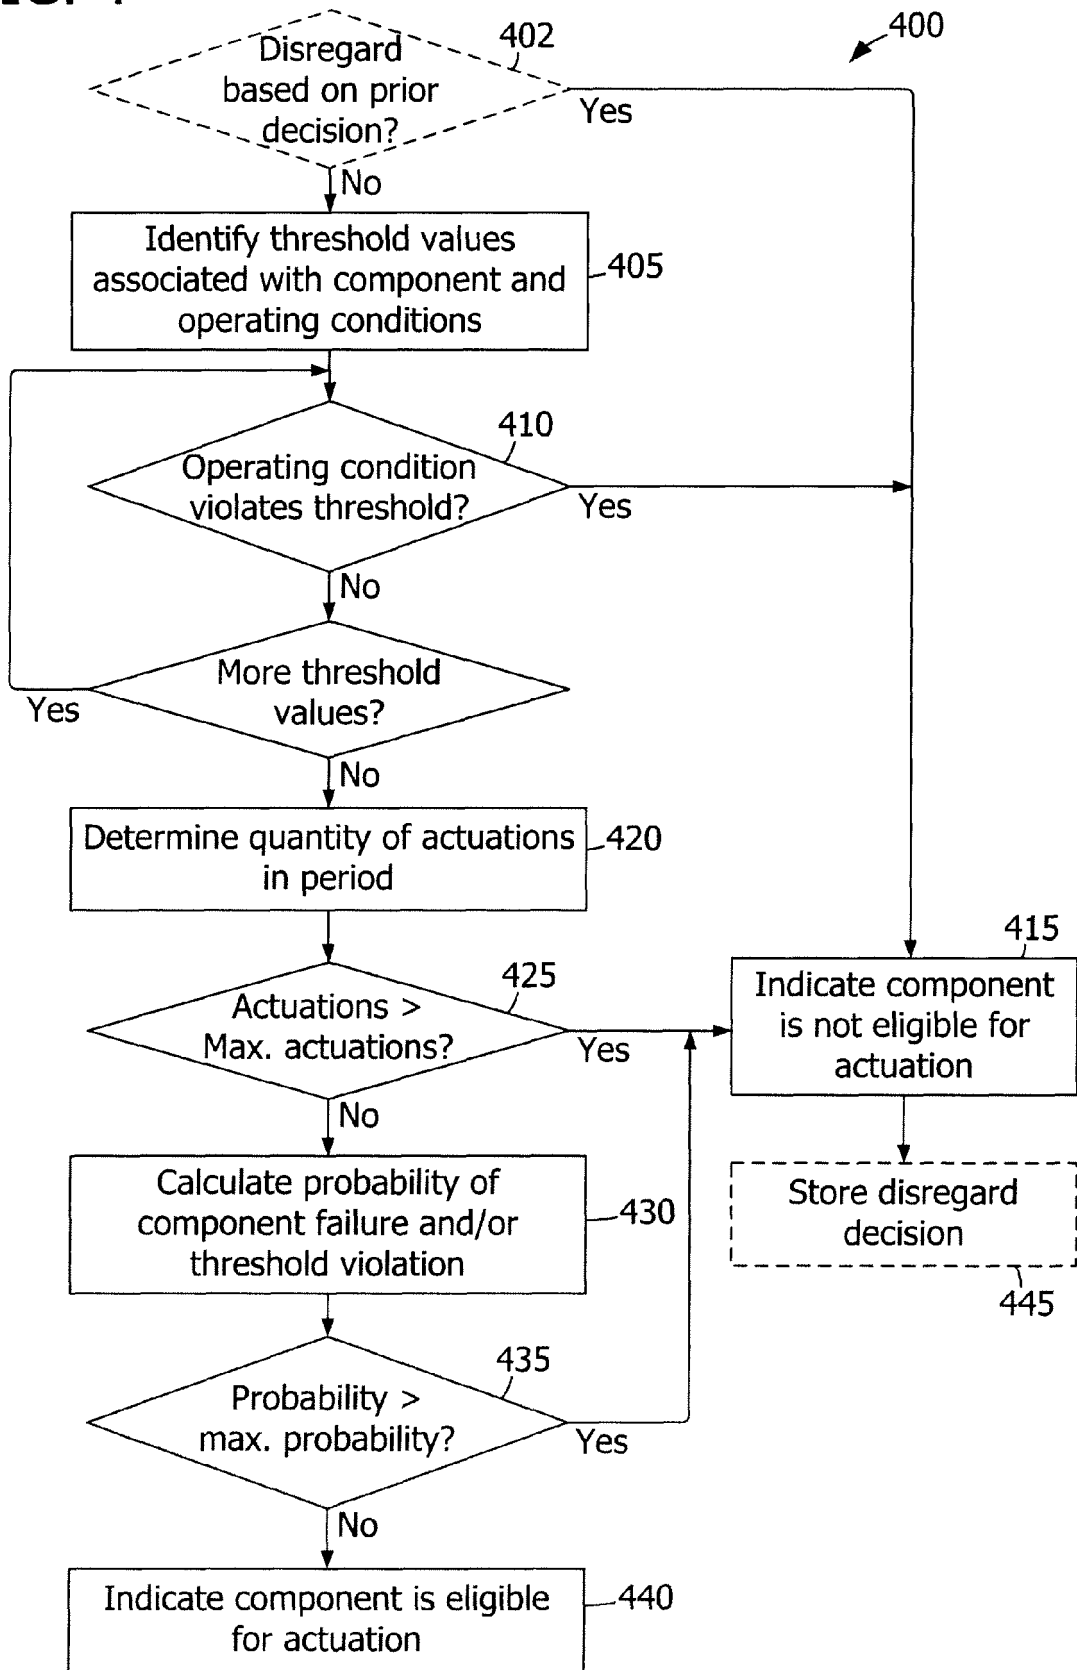 400
Disregard
based on prior
decision?
402
Yes
No
Identify threshold values
associated with component and
operating conditions
405
Operating condition
violates threshold?
410
Yes
No
More threshold
values?
Yes
No
Determine quantity of actuations
in period
420
Actuations >
Max. actuations?
425
Yes
No
415
Indicate component
is not eligible for
actuation
Calculate probability of
component failure and/or
threshold violation
430
Store disregard
decision
445
Probability >
max. probability?
435
Yes
No
Indicate component is eligible
for actuation
440